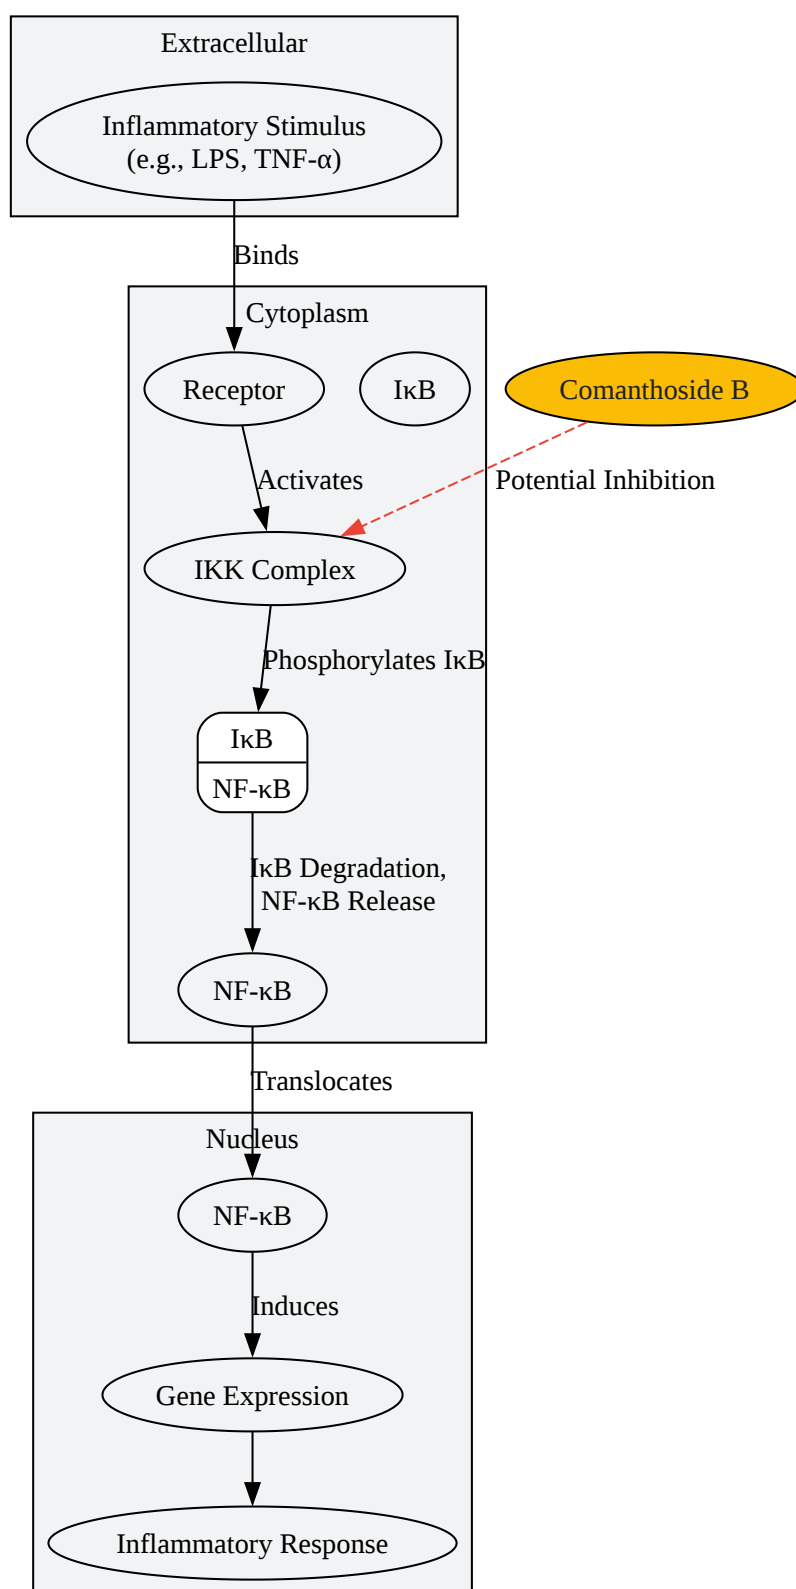 Extracellular
Inflammatory Stimulus
(e.g., LPS, TNF-α)
Binds
Cytoplasm
Receptor
IκB
Comanthoside B
Activates
Potential Inhibition
IKK Complex
Phosphorylates IκB
IκB
NF-κB
IκB Degradation,
NF-κB Release
NF-κB
Translocates
Nucleus
NF-κB
Induces
Gene Expression
Inflammatory Response